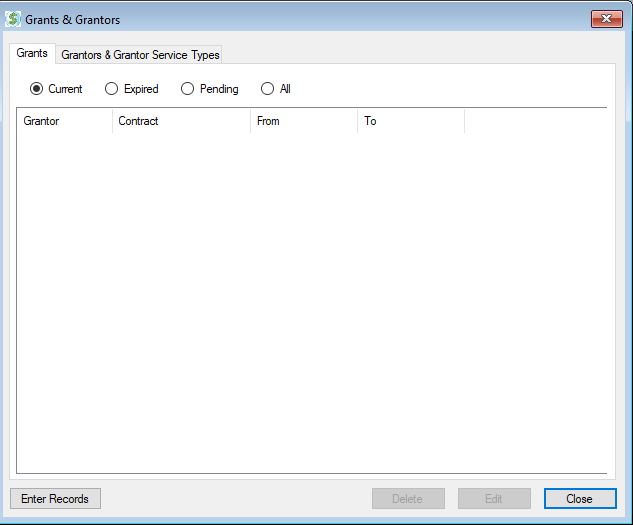 Grants & Grantors
Grants Grantors & Grantor Service Types
Current Expired Pending All
Grantor Contract From To
Enter Records Delete Edit Close